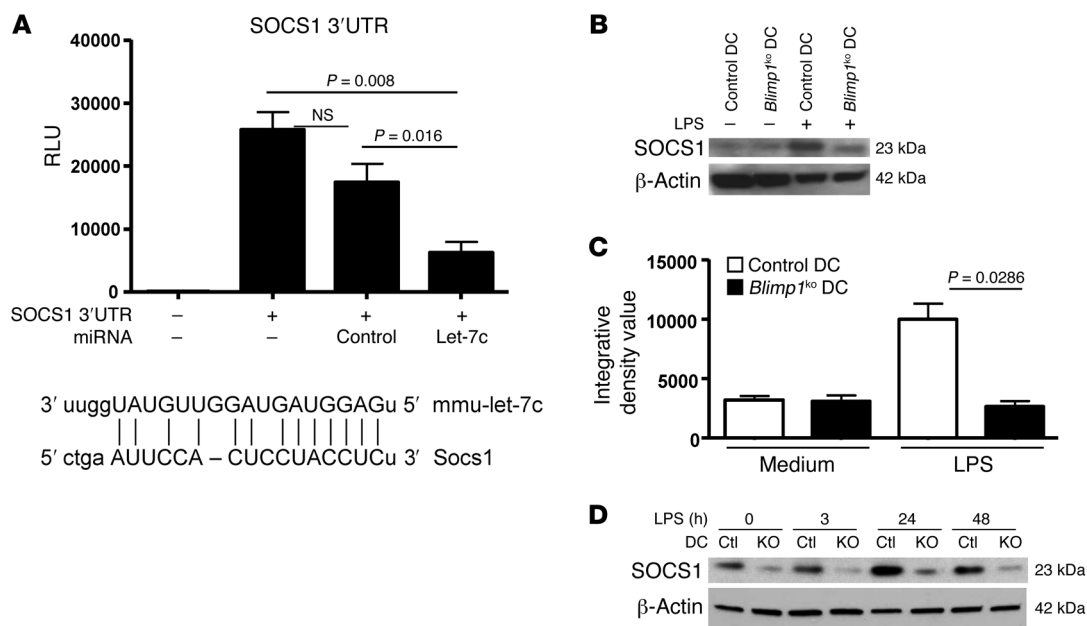 A
SOCS1 3′UTR
40000
30000
20000
10000
0
RLU
P = 0.008
NS
P = 0.016
SOCS1 3′UTR – + + +
miRNA – – Control Let-7c
3′ uuggUAUGUUGGAUGAUGGAGu 5′ mmu-let-7c
5′ ctga AUUCCA – CUCCUACCUCu 3′ Socs1
B
Control DC
Blimp1ko DC
Control DC
Blimp1ko DC
LPS – – + +
SOCS1 23 kDa
β-Actin 42 kDa
C
15000
10000
5000
0
Integrative
density value
Control DC
Blimp1ko DC
P = 0.0286
Medium LPS
D
LPS (h) 0 3 24 48
DC Ctl KO Ctl KO Ctl KO Ctl KO
SOCS1 23 kDa
β-Actin 42 kDa